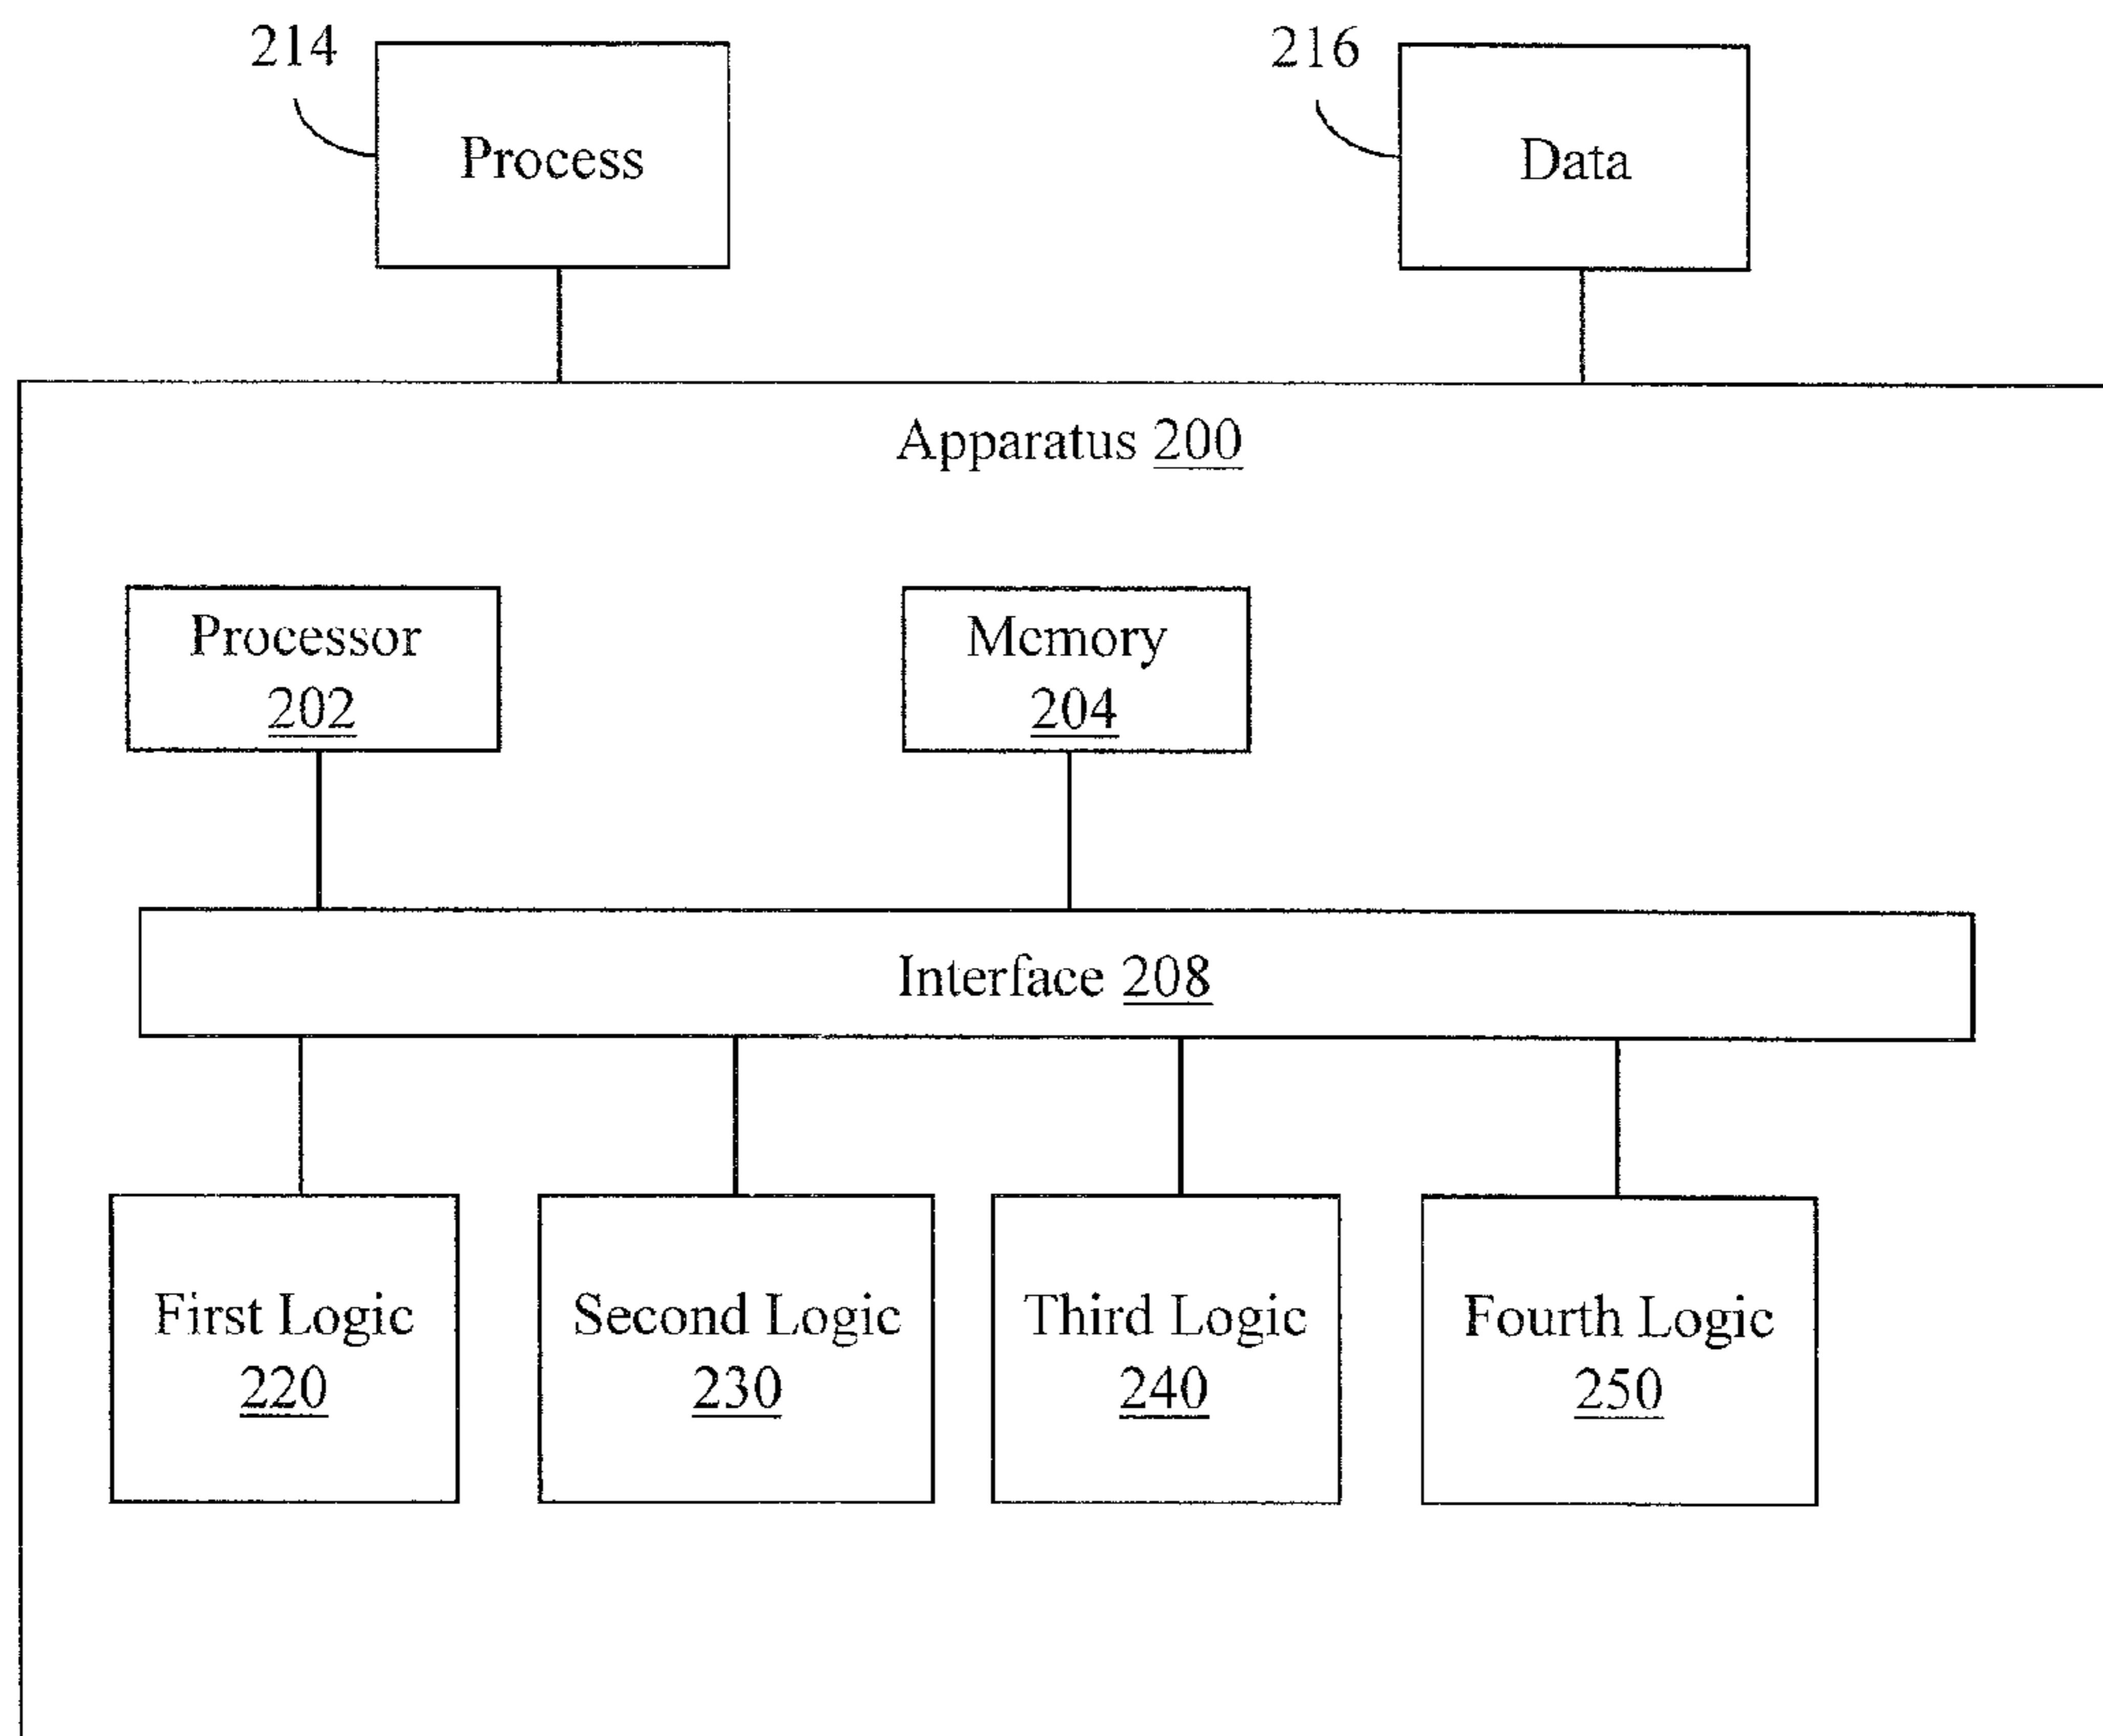 214
216
Process
Data
Apparatus 200
Processor
202
Memory
204
Interface 208
First Logic
220
Second Logic
230
Third Logic
240
Fourth Logic
250